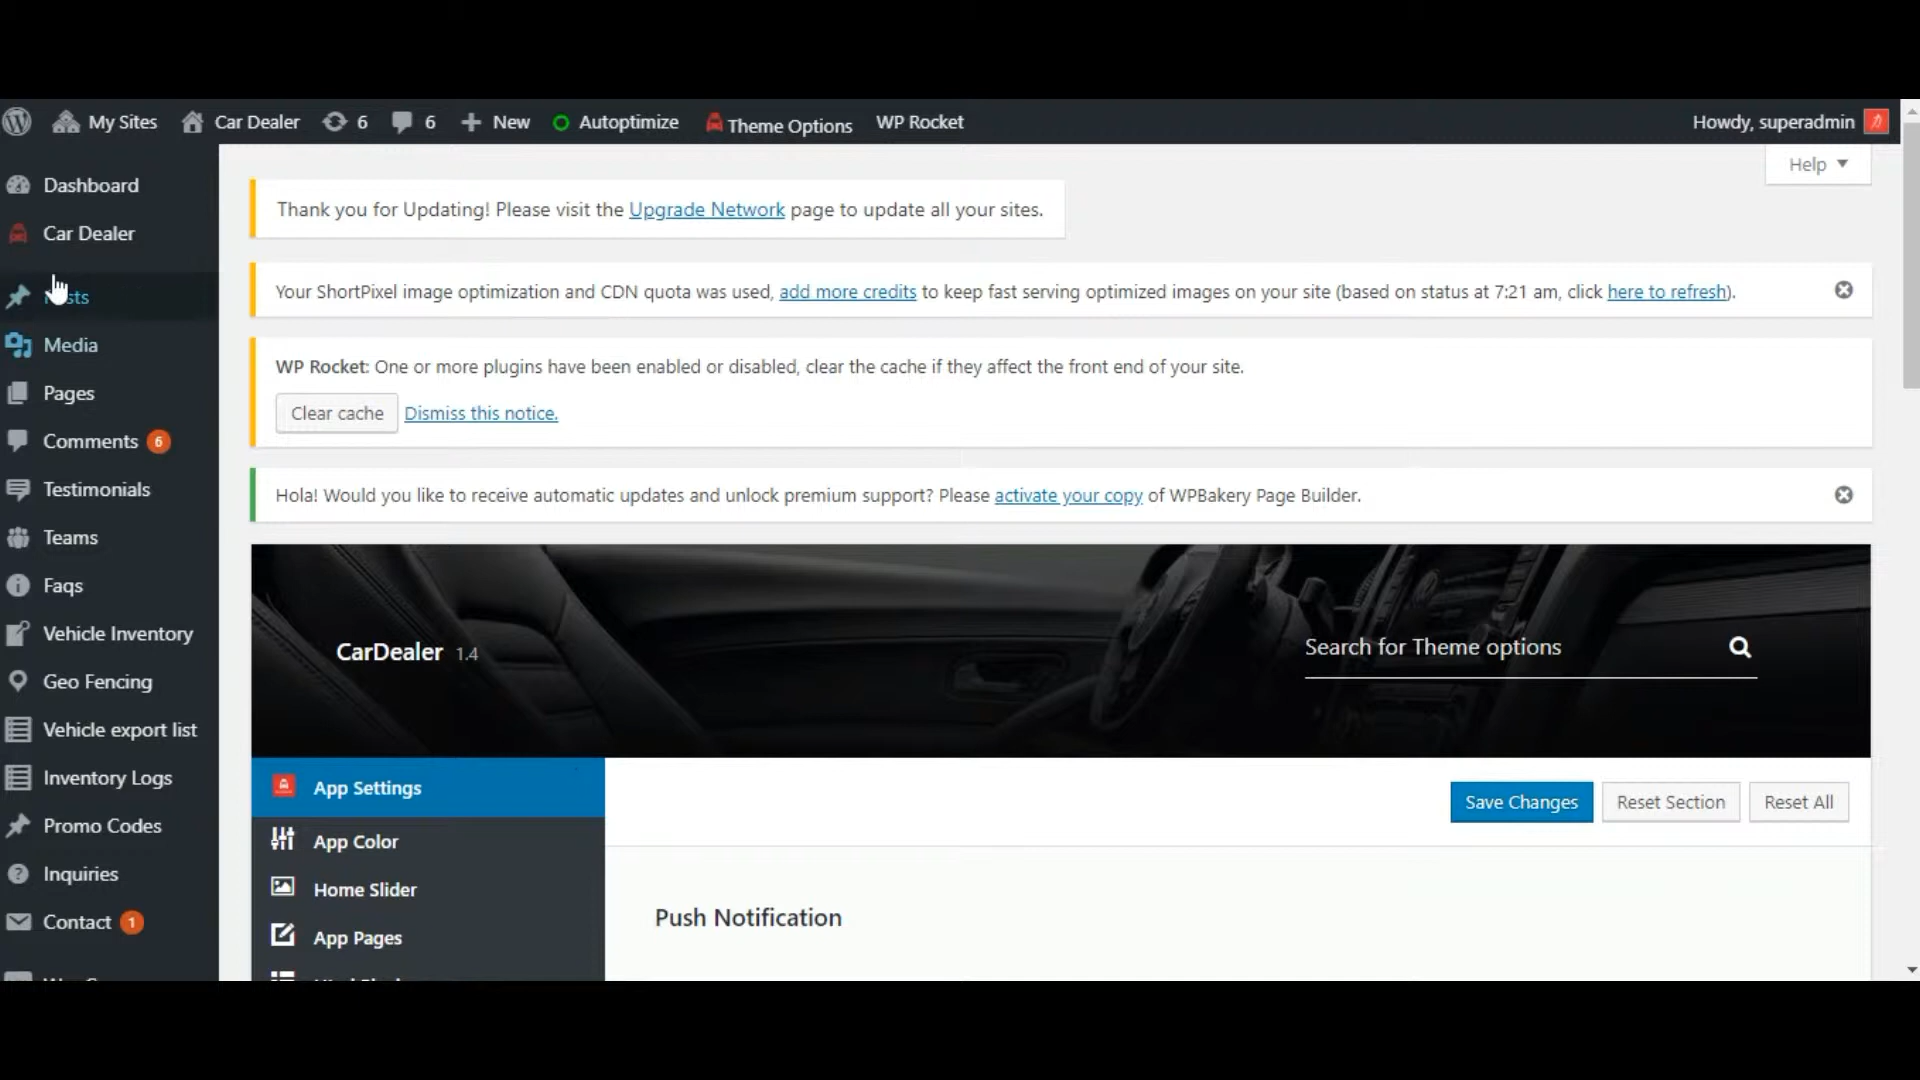 My Sites Car Dealer 6 6 New Autoptimize Theme Options WP Rocket Howdy, superadmin
Help
Dashboard
Car Dealer
Media
Pages
Comments 6
Testimonials
Teams
Faqs
Vehicle Inventory
Geo Fencing
Vehicle export list
Inventory Logs
Promo Codes
Inquiries
Contact 1
Thank you for Updating! Please visit the Upgrade Network page to update all your sites.
Your ShortPixel image optimization and CDN quota was used, add more credits to keep fast serving optimized images on your site (based on status at 7:21 am, click here to refresh).
WP Rocket: One or more plugins have been enabled or disabled, clear the cache if they affect the front end of your site.
Clear cache Dismiss this notice.
Hola! Would you like to receive automatic updates and unlock premium support? Please activate your copy of WPBakery Page Builder.
CarDealer 1.4
Search for Theme options
App Settings
App Color
Home Slider
App Pages
Save Changes Reset Section Reset All
Push Notification